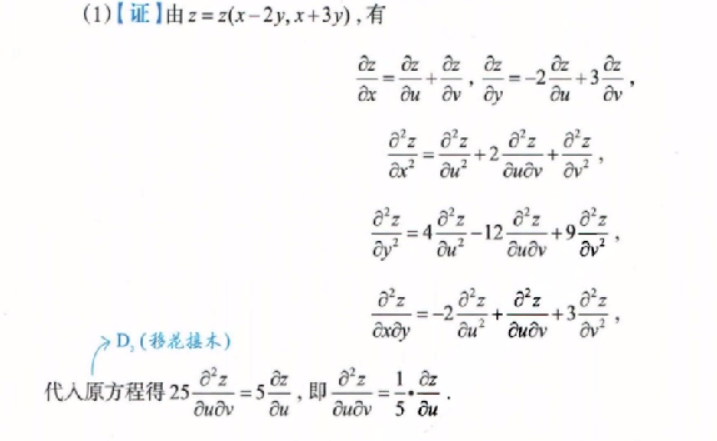 (1)【证】由 z = z(x-2y, x+3y), 有
∂z/∂x = ∂z/∂u + ∂z/∂v, ∂z/∂y = -2 ∂z/∂u + 3 ∂z/∂v,
∂²z/∂x² = ∂²z/∂u² + 2 ∂²z/∂u∂v + ∂²z/∂v²,
∂²z/∂y² = 4 ∂²z/∂u² - 12 ∂²z/∂u∂v + 9 ∂²z/∂v²,
∂²z/∂x∂y = -2 ∂²z/∂u² + ∂²z/∂u∂v + 3 ∂²z/∂v²,
D₃(移花接木)
代入原方程得 25 ∂²z/∂u∂v = 5 ∂z/∂u, 即 ∂²z/∂u∂v = 1/5 · ∂z/∂u.